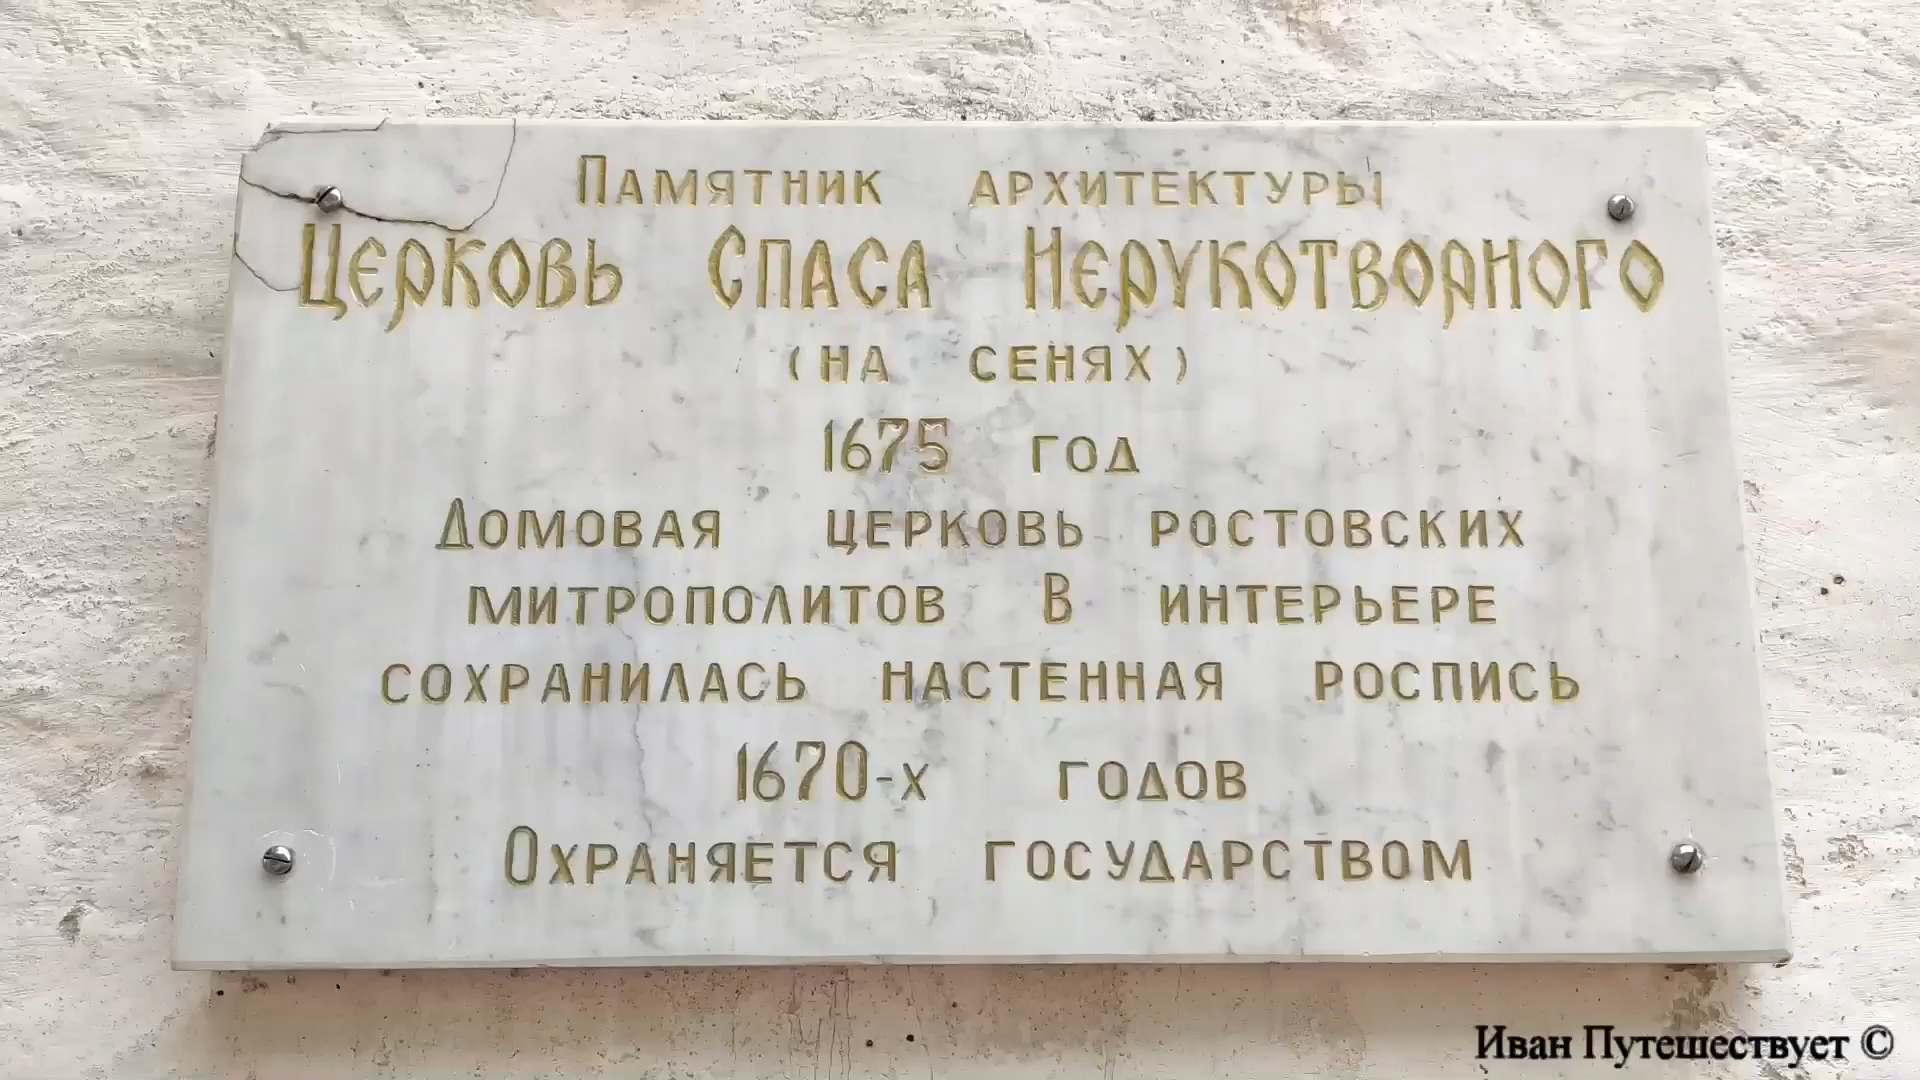 Памятник архитектуры
Церковь Спаса Нерукотворного
(на сенях)
1675 год
Домовая церковь ростовских
митрополитов В интерьере
сохранилась настенная роспись
1670-х годов
Охраняется государством
Иван Путешествует ©